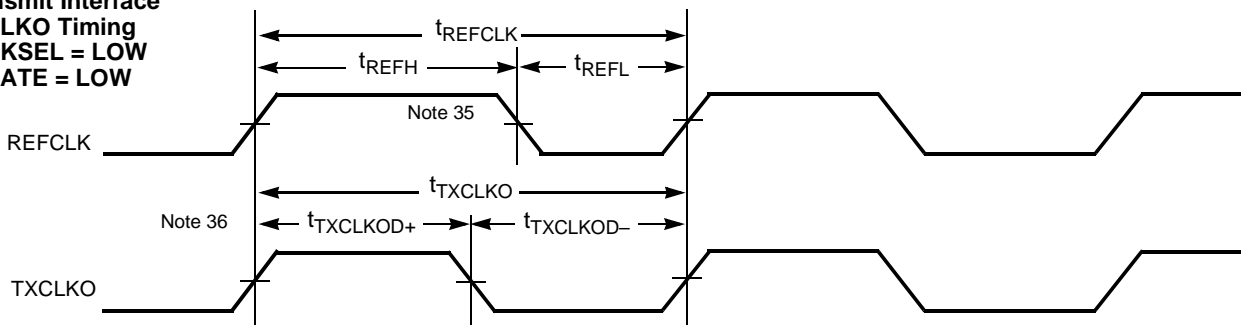 smit Interface
LKO Timing
KSEL = LOW
ATE = LOW
tREFCLK
tREFH
tREFL
Note 35
REFCLK
tTXCLKO
Note 36
tTXCLKOD+
tTXCLKOD–
TXCLKO